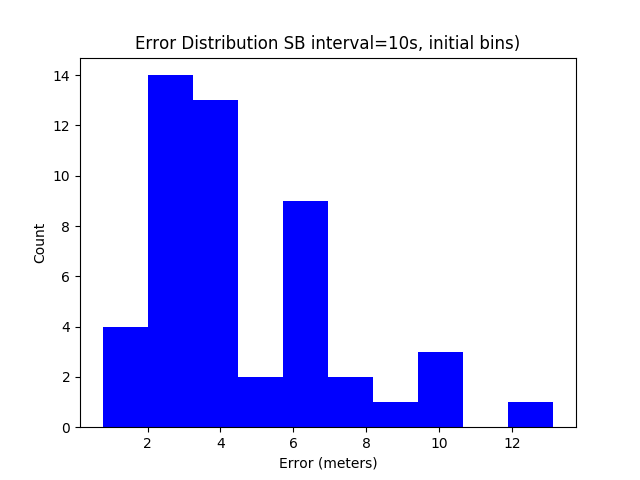 Error Distribution SB interval=10s, initial bins)
14
12
10
8
6
4
2
0
Count
2 4 6 8 10 12
Error (meters)